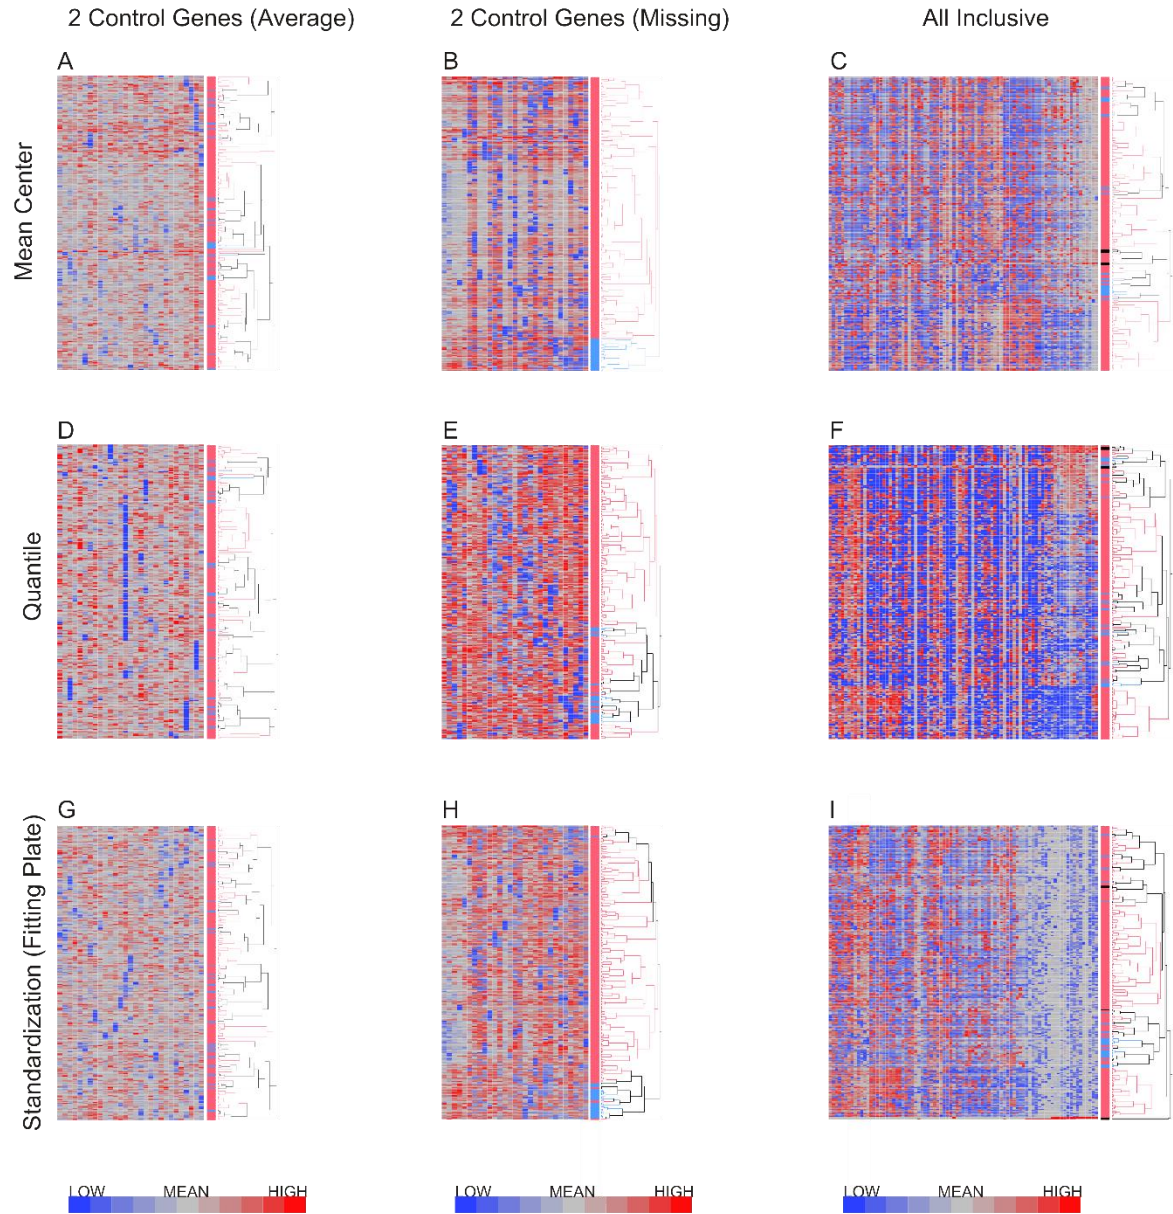 2 Control Genes (Average) 2 Control Genes (Missing) All Inclusive
A B C
Mean Center
D E F
Quantile
G H I
Standardization (Fitting Plate)
LOW MEAN HIGH LOW MEAN HIGH LOW MEAN HIGH